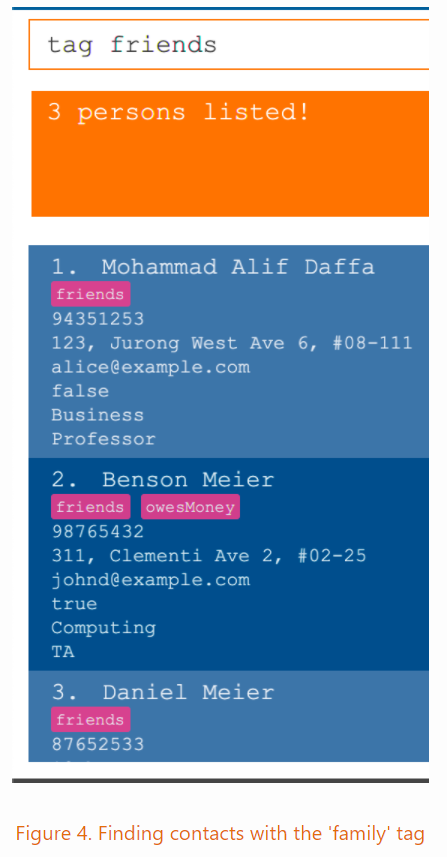 tag friends
3 persons listed!
1. Mohammad Alif Daffa
friends
94351253
123, Jurong West Ave 6, #08-111
alice@example.com
false
Business
Professor
2. Benson Meier
friends owesMoney
98765432
311, Clementi Ave 2, #02-25
johnd@example.com
true
Computing
TA
3. Daniel Meier
friends
87652533
Figure 4. Finding contacts with the 'family' tag